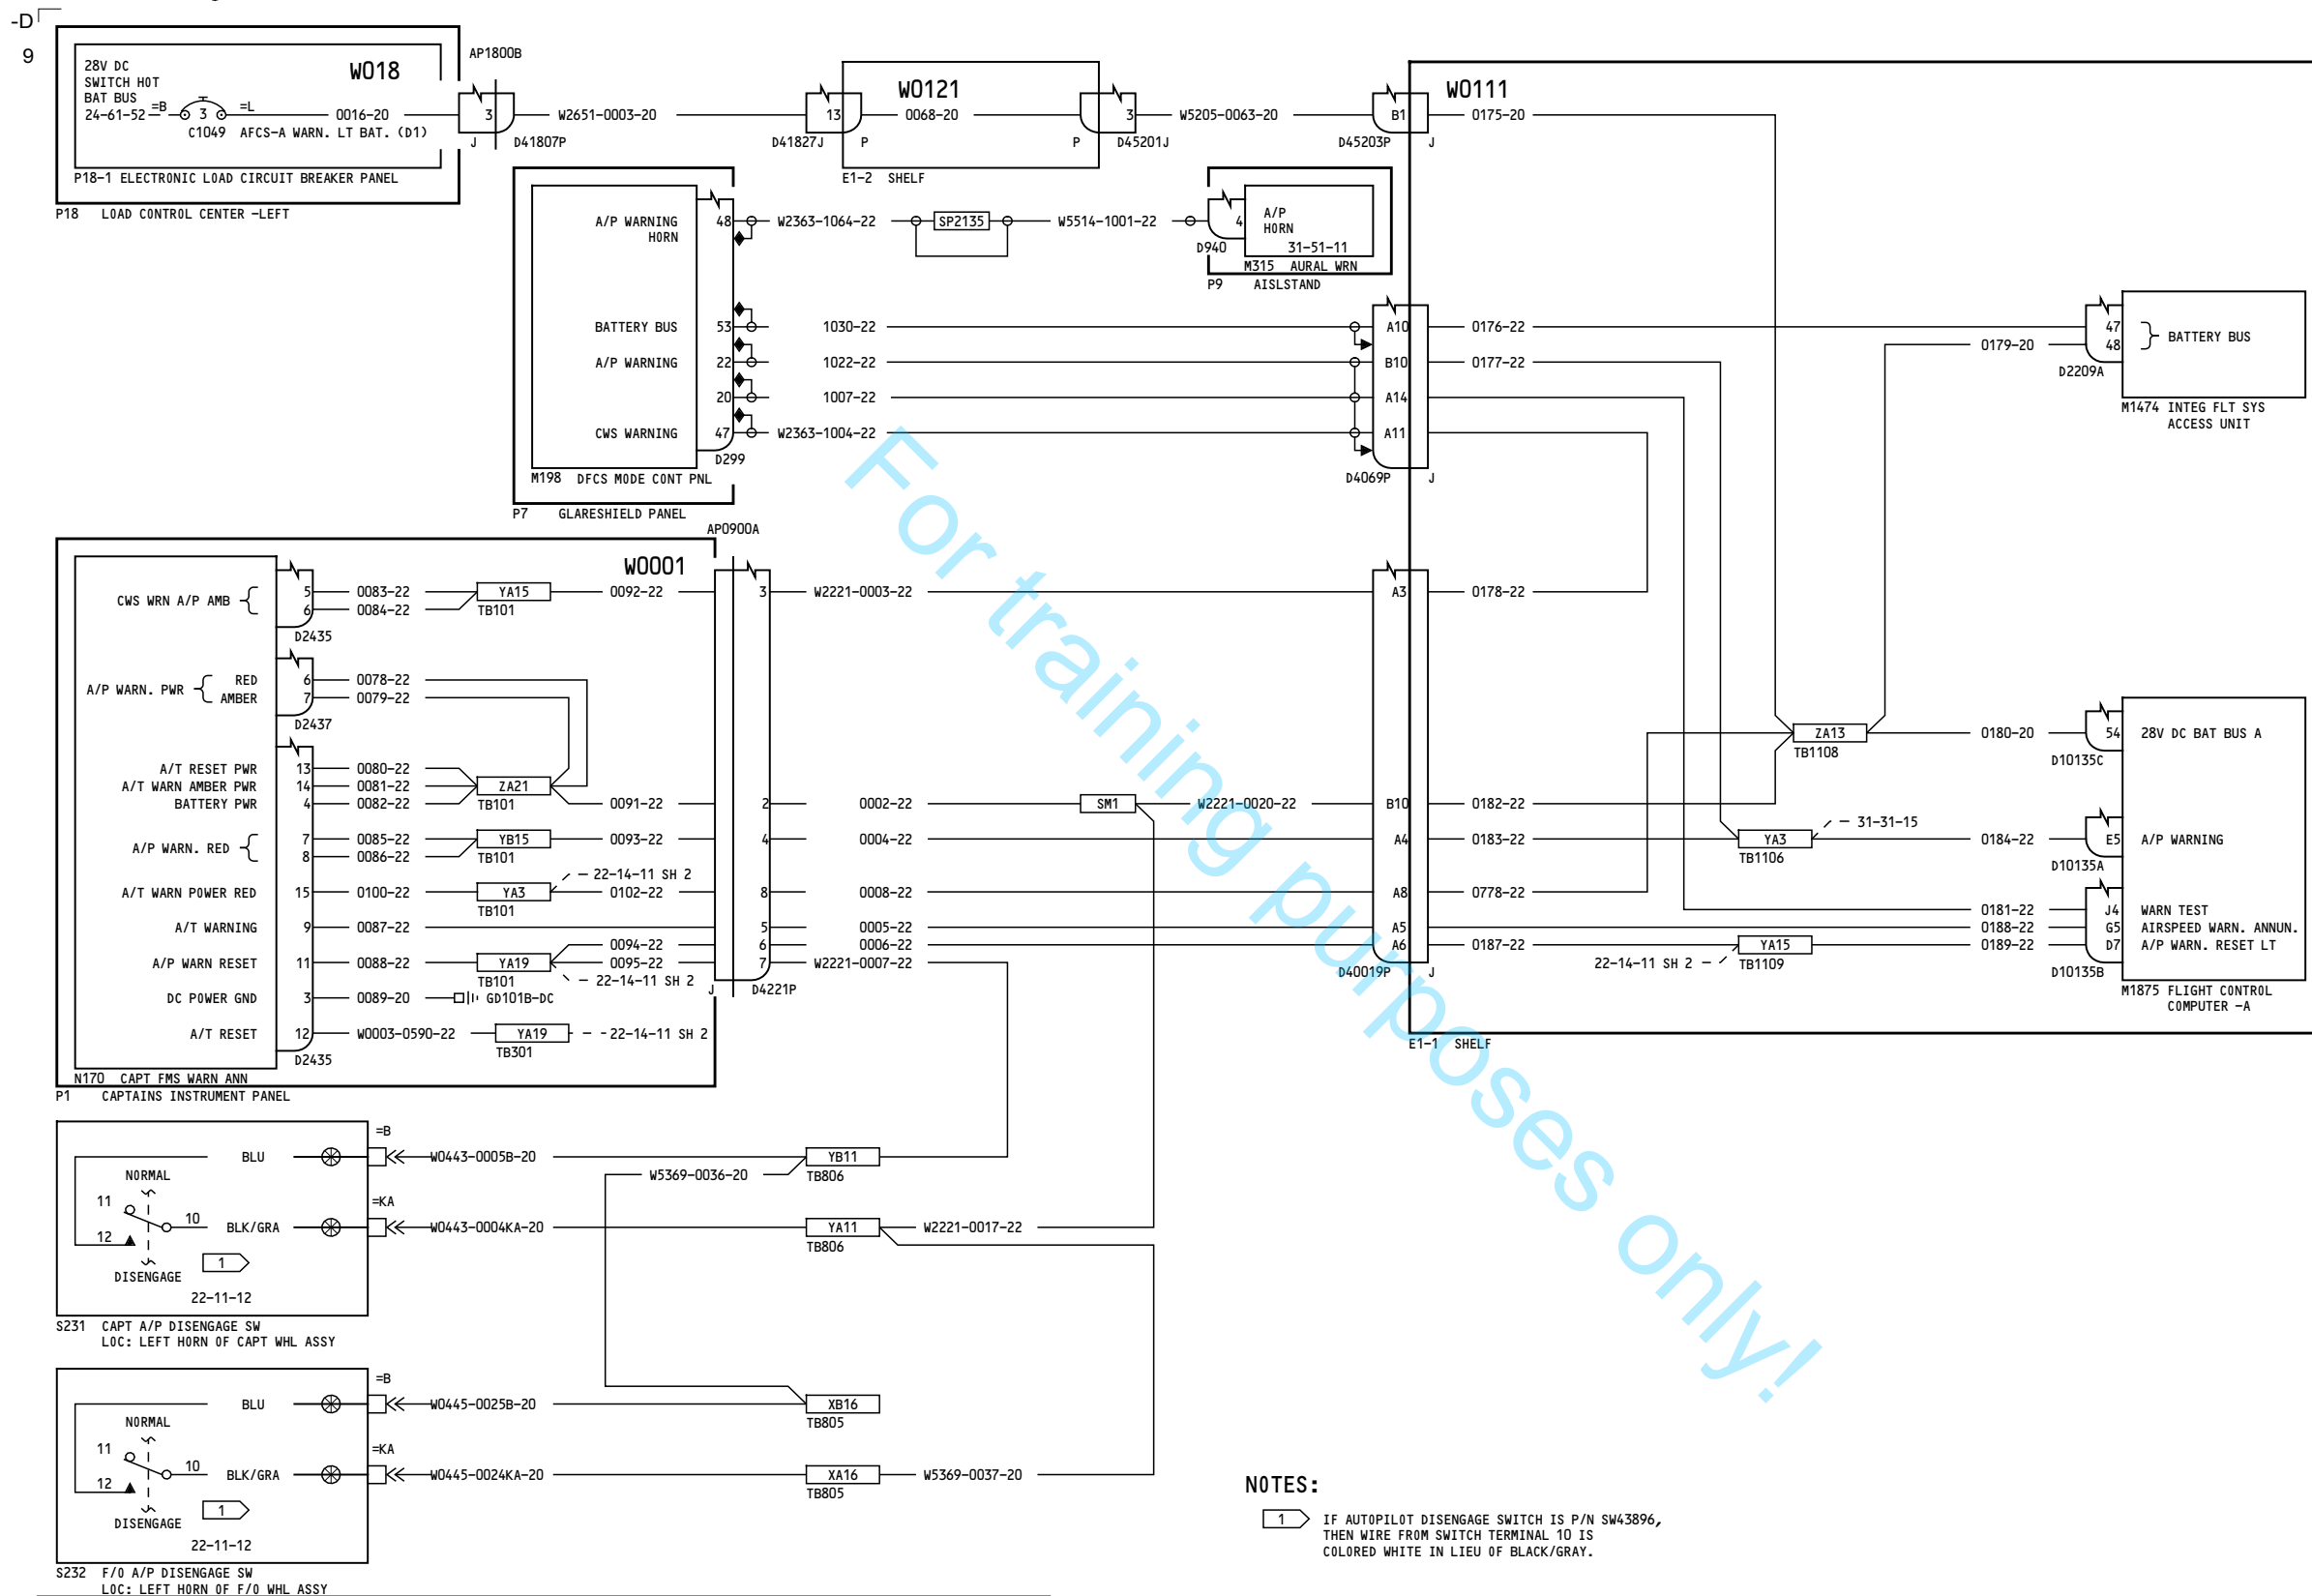 -D
9
28V DC
SWITCH HOT
BAT BUS
24-61-52
=B
3
=L
C1049 AFCS-A WARN. LT BAT. (D1)
W018
0016-20
P18-1 ELECTRONIC LOAD CIRCUIT BREAKER PANEL
P18 LOAD CONTROL CENTER -LEFT
AP1800B
3
J
D41807P
W2651-0003-20
13
D41827J
P
W0121
0068-20
P
3
D45201J
E1-2 SHELF
W5205-0063-20
B1
D45203P
J
W0111
0175-20
A/P WARNING
HORN
48
W2363-1064-22
SP2135
W5514-1001-22
4
D940
A/P
HORN
31-51-11
M315 AURAL WRN
P9 AISLSTAND
BATTERY BUS 53 1030-22 A10 0176-22
A/P WARNING 22 1022-22 B10 0177-22
20 1007-22 A14
CWS WARNING 47 W2363-1004-22 A11
D299
M198 DFCS MODE CONT PNL
P7 GLARESHIELD PANEL
D4069P
J
0179-20
47
48
BATTERY BUS
D2209A
M1474 INTEG FLT SYS
ACCESS UNIT
AP0900A
W0001
CWS WRN A/P AMB
5 0083-22
6 0084-22
YA15
TB101
0092-22
3
W2221-0003-22
A3
0178-22
D2435
A/P WARN. PWR
RED 6 0078-22
AMBER 7 0079-22
D2437
A/T RESET PWR 13 0080-22
A/T WARN AMBER PWR 14 0081-22
BATTERY PWR 4 0082-22
ZA21
TB101
0091-22
2
0002-22
SM1
W2221-0020-22
B10
0182-22
ZA13
TB1108
0180-20
54
28V DC BAT BUS A
D10135C
A/P WARN. RED
7 0085-22
8 0086-22
YB15
TB101
0093-22
4
0004-22
A4
0183-22
YA3
TB1106
31-31-15
0184-22
E5
A/P WARNING
D10135A
A/T WARN POWER RED 15 0100-22
YA3
TB101
22-14-11 SH 2
0102-22
8
0008-22
A8
0778-22
0181-22
J4
WARN TEST
A/T WARNING 9 0087-22
5
0005-22
A5
0188-22
G5
AIRSPEED WARN. ANNUN.
0094-22
6
0006-22
A6
0187-22
YA15
TB1109
22-14-11 SH 2
0189-22
D7
A/P WARN. RESET LT
D10135B
A/P WARN RESET 11 0088-22
YA19
TB101
0095-22
22-14-11 SH 2
7
W2221-0007-22
J
D4221P
D40019P
J
DC POWER GND 3 0089-20 GD101B-DC
A/T RESET 12 W0003-0590-22
YA19
TB301
22-14-11 SH 2
D2435
N170 CAPT FMS WARN ANN
P1 CAPTAINS INSTRUMENT PANEL
M1875 FLIGHT CONTROL
COMPUTER -A
E1-1 SHELF
BLU
=B
W0443-0005B-20
YB11
TB806
W5369-0036-20
NORMAL
11
10
12
BLK/GRA
=KA
W0443-0004KA-20
YA11
TB806
W2221-0017-22
1
DISENGAGE
22-11-12
S231 CAPT A/P DISENGAGE SW
LOC: LEFT HORN OF CAPT WHL ASSY
BLU
=B
W0445-0025B-20
XB16
TB805
NORMAL
11
10
12
BLK/GRA
=KA
W0445-0024KA-20
XA16
TB805
W5369-0037-20
1
DISENGAGE
22-11-12
S232 F/O A/P DISENGAGE SW
LOC: LEFT HORN OF F/O WHL ASSY
NOTES:
1 IF AUTOPILOT DISENGAGE SWITCH IS P/N SW43896,
THEN WIRE FROM SWITCH TERMINAL 10 IS
COLORED WHITE IN LIEU OF BLACK/GRAY.
For training purposes only!